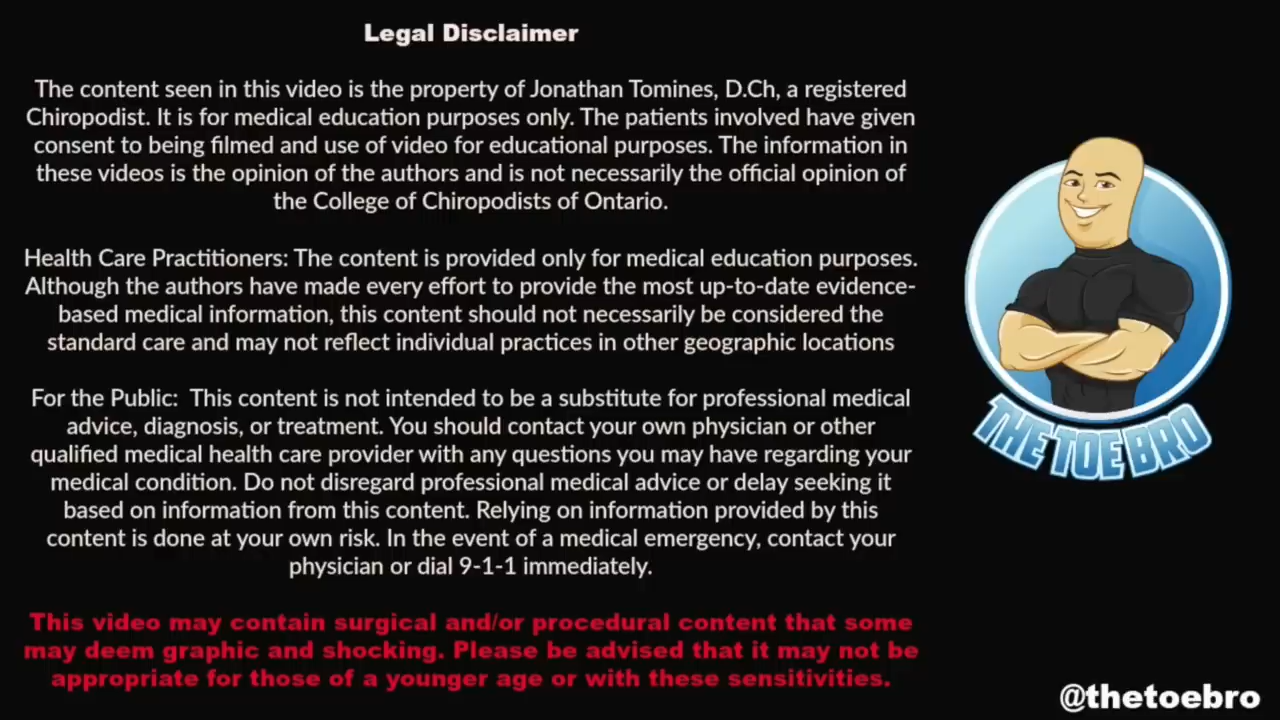 Legal Disclaimer
The content seen in this video is the property of Jonathan Tomines, D.Ch, a registered
Chiropodist. It is for medical education purposes only. The patients involved have given
consent to being filmed and use of video for educational purposes. The information in
these videos is the opinion of the authors and is not necessarily the official opinion of
the College of Chiropodists of Ontario.
Health Care Practitioners: The content is provided only for medical education purposes.
Although the authors have made every effort to provide the most up-to-date evidence-
based medical information, this content should not necessarily be considered the
standard care and may not reflect individual practices in other geographic locations
For the Public:  This content is not intended to be a substitute for professional medical
advice, diagnosis, or treatment. You should contact your own physician or other
qualified medical health care provider with any questions you may have regarding your
medical condition. Do not disregard professional medical advice or delay seeking it
based on information from this content. Relying on information provided by this
content is done at your own risk. In the event of a medical emergency, contact your
physician or dial 9-1-1 immediately.
This video may contain surgical and/or procedural content that some
may deem graphic and shocking. Please be advised that it may not be
appropriate for those of a younger age or with these sensitivities.
THE TOE BRO
@thetoebro